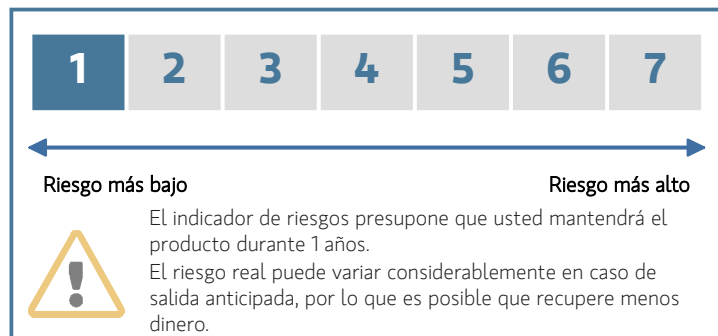 1 2 3 4 5 6 7
Riesgo más bajo Riesgo más alto
El indicador de riesgos presupone que usted mantendrá el
producto durante 1 años.
El riesgo real puede variar considerablemente en caso de
salida anticipada, por lo que es posible que recupere menos
dinero.